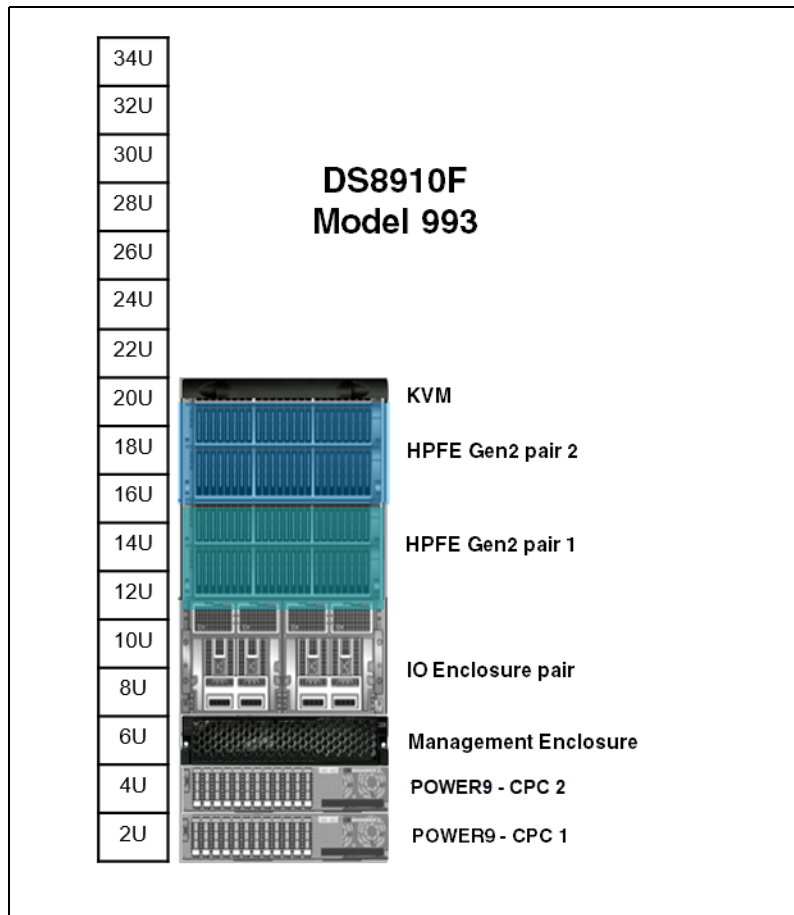 34U
32U
30U
28U
26U
24U
22U
20U
18U
16U
14U
12U
10U
8U
6U
4U
2U
DS8910F
Model 993
KVM
HPFE Gen2 pair 2
HPFE Gen2 pair 1
IO Enclosure pair
Management Enclosure
POWER9 - CPC 2
POWER9 - CPC 1